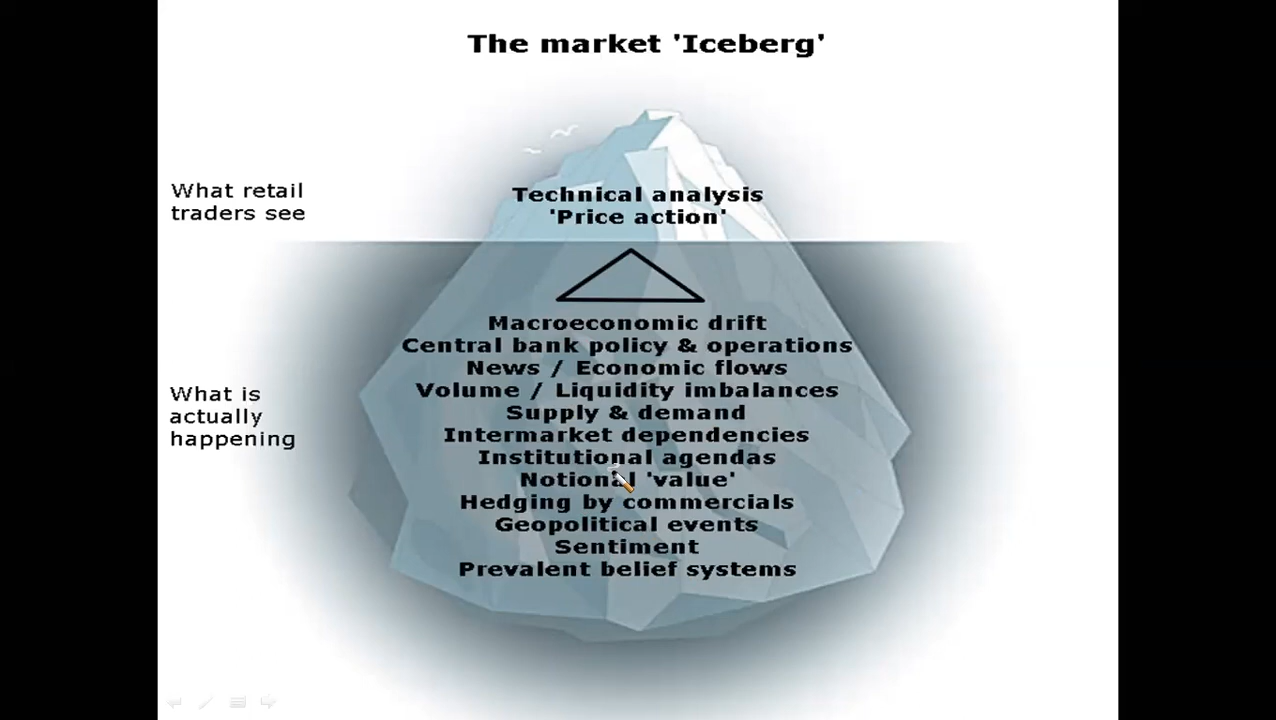 The market 'Iceberg'
What retail
traders see
Technical analysis
'Price action'
What is
actually
happening
Macroeconomic drift
Central bank policy & operations
News / Economic flows
Volume / Liquidity imbalances
Supply & demand
Intermarket dependencies
Institutional agendas
Notional 'value'
Hedging by commercials
Geopolitical events
Sentiment
Prevalent belief systems